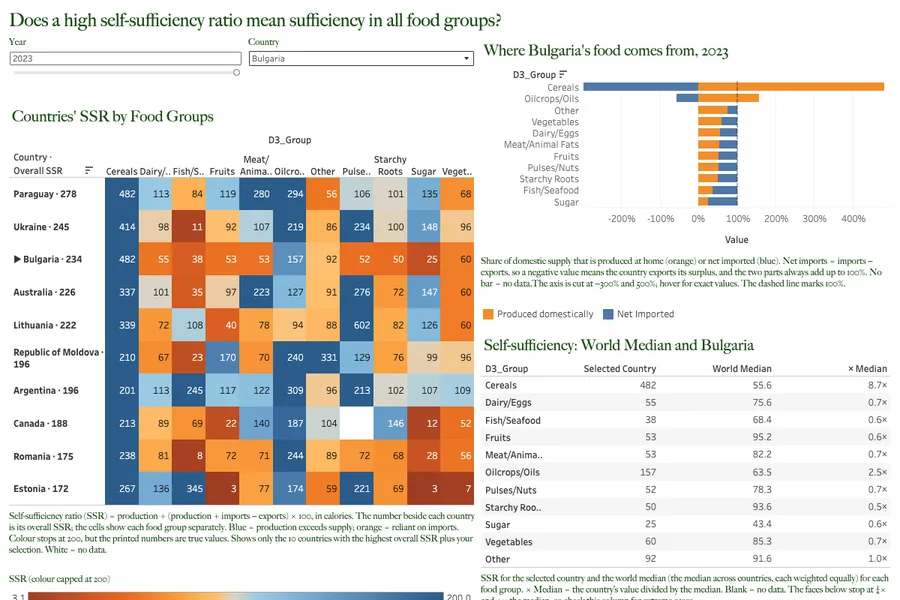 Does a high self-sufficiency ratio mean sufficiency in all food groups?
Year
Country
2023
Bulgaria
Countries' SSR by Food Groups
D3_Group
Country ·
Overall SSR
Cereals Dairy/.. Fish/S.. Fruits Meat/ Anima.. Oilcro.. Other Pulse.. Starchy Roots Sugar Veget..
Paraguay · 278 482 113 84 119 280 294 56 106 101 135 68
Ukraine · 245 414 98 11 92 107 219 86 234 100 148 96
▶ Bulgaria · 234 482 55 38 53 53 157 92 52 50 25 60
Australia · 226 337 101 35 97 223 127 91 276 72 147 60
Lithuania · 222 339 72 108 40 78 94 88 602 82 126 60
Republic of Moldova · 196 210 67 23 170 70 240 331 129 76 99 96
Argentina · 196 201 113 245 117 122 309 96 213 102 107 109
Canada · 188 213 89 69 22 140 187 104 146 12 52
Romania · 175 238 81 8 72 71 244 89 72 68 28 56
Estonia · 172 267 136 345 3 77 174 59 221 69 3 7
Self-sufficiency ratio (SSR) = production ÷ (production + imports − exports) × 100, in calories. The number beside each country
is its overall SSR; the cells show each food group separately. Blue = production exceeds supply; orange = reliant on imports.
Colour stops at 200, but the printed numbers are true values. Shows only the 10 countries with the highest overall SSR plus your
selection. White = no data.
SSR (colour capped at 200)
3.1
200.0
Where Bulgaria's food comes from, 2023
D3_Group
Cereals
Oilcrops/Oils
Other
Vegetables
Dairy/Eggs
Meat/Animal Fats
Fruits
Pulses/Nuts
Starchy Roots
Fish/Seafood
Sugar
-200% -100% 0% 100% 200% 300% 400%
Value
Share of domestic supply that is produced at home (orange) or net imported (blue). Net imports = imports −
exports, so a negative value means the country exports its surplus, and the two parts always add up to 100%. No
bar = no data.The axis is cut at −300% and 500%; hover for exact values. The dashed line marks 100%.
Produced domestically
Net Imported
Self-sufficiency: World Median and Bulgaria
D3_Group Selected Country World Median × Median
Cereals 482 55.6 8.7×
Dairy/Eggs 55 75.6 0.7×
Fish/Seafood 38 68.4 0.6×
Fruits 53 95.2 0.6×
Meat/Anima.. 53 82.2 0.7×
Oilcrops/Oils 157 63.5 2.5×
Pulses/Nuts 52 78.3 0.7×
Starchy Roo.. 50 93.6 0.5×
Sugar 25 43.4 0.6×
Vegetables 60 85.3 0.7×
Other 92 91.6 1.0×
SSR for the selected country and the world median (the median across countries, each weighted equally) for each
food group. × Median = the country's value divided by the median. Blank = no data. The faces below stop at ¼×